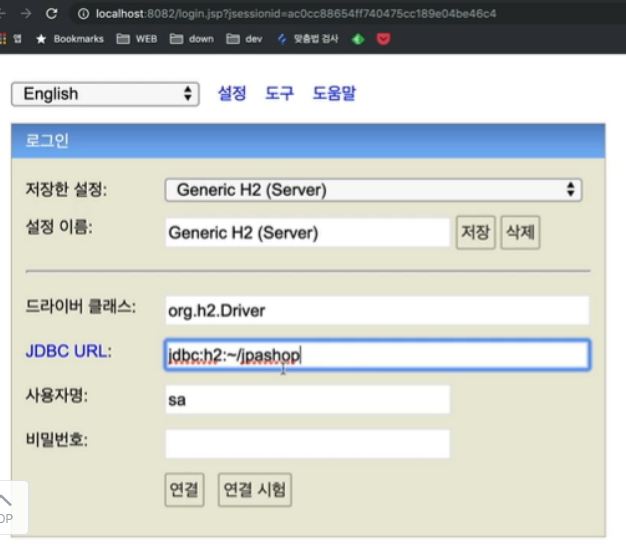 localhost:8082/login.jsp?jsessionid=ac0cc88654ff740475cc189e04be46c4
앱 Bookmarks WEB down dev 맞춤법 검사
English 설정 도구 도움말
로그인
저장한 설정: Generic H2 (Server)
설정 이름: Generic H2 (Server) 저장 삭제
드라이버 클래스: org.h2.Driver
JDBC URL: jdbc:h2:~/jpashop
사용자명: sa
비밀번호:
연결 연결 시험
OP